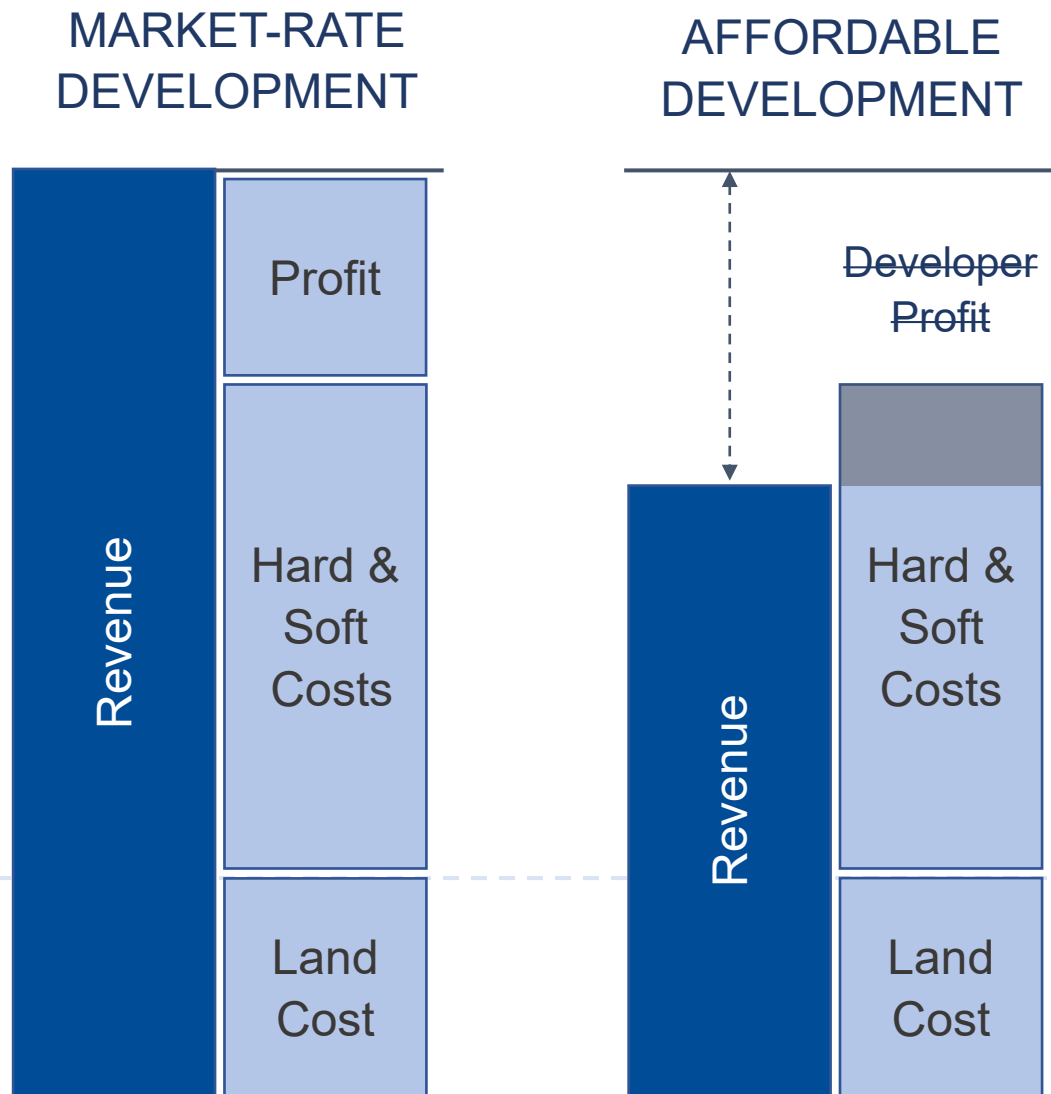 MARKET-RATE
DEVELOPMENT
Revenue
Profit
Hard &
Soft
Costs
Land
Cost
AFFORDABLE
DEVELOPMENT
Developer
Profit
Revenue
Hard &
Soft
Costs
Land
Cost